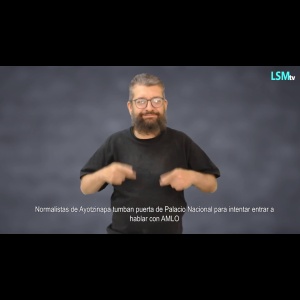 LSMtv
Normalistas de Ayotzinapa tumban puerta de Palacio Nacional para intentar entrar a
hablar con AMLO